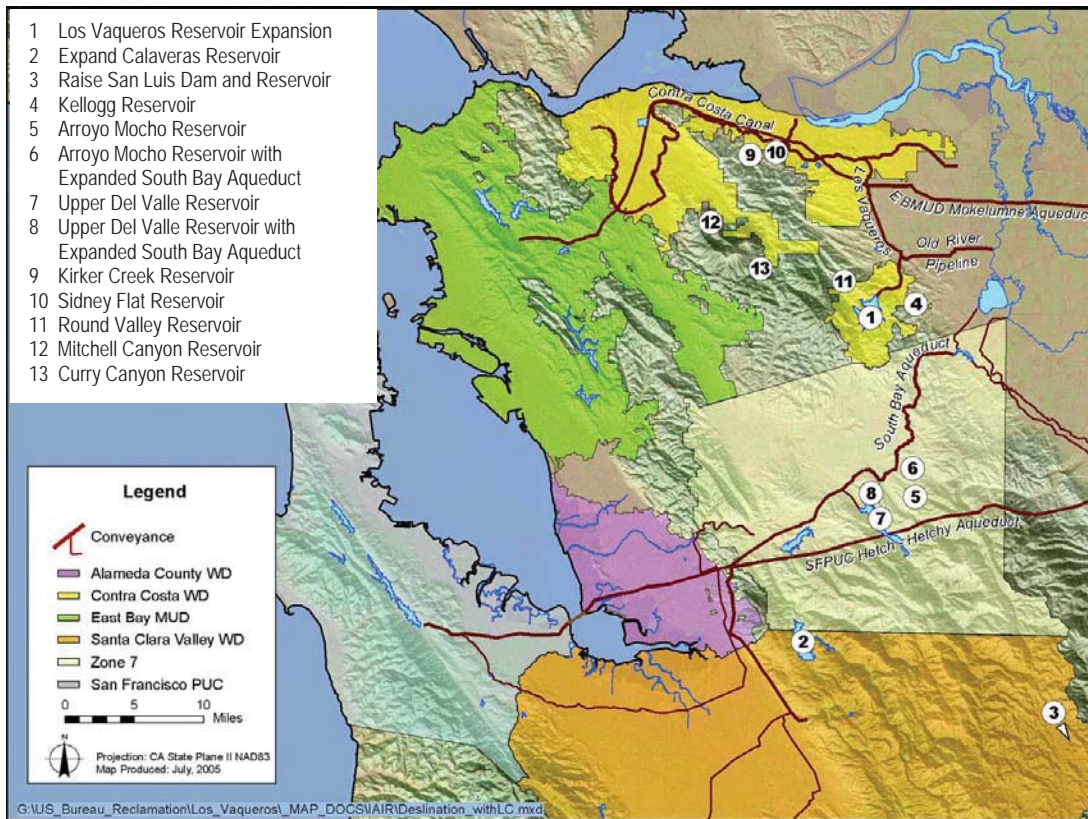 1 Los Vaqueros Reservoir Expansion
2 Expand Calaveras Reservoir
3 Raise San Luis Dam and Reservoir
4 Kellogg Reservoir
5 Arroyo Mocho Reservoir
6 Arroyo Mocho Reservoir with
Expanded South Bay Aqueduct
7 Upper Del Valle Reservoir
8 Upper Del Valle Reservoir with
Expanded South Bay Aqueduct
9 Kirker Creek Reservoir
10 Sidney Flat Reservoir
11 Round Valley Reservoir
12 Mitchell Canyon Reservoir
13 Curry Canyon Reservoir
Contra Costa Canal
9
10
Los Vaqueros
EBMUD Mokelumne Aqueduct
12
Old River
Pipeline
13
11
4
1
South Bay Aqueduct
6
8
5
7
SFPUC Hetch - Hetchy Aqueduct
2
3
Legend
Conveyance
Alameda County WD
Contra Costa WD
East Bay MUD
Santa Clara Valley WD
Zone 7
San Francisco PUC
0 5 10
Miles
N
Projection: CA State Plane II NAD83
Map Produced: July, 2005
G:\US_Bureau_Reclamation\Los_Vaqueros\_MAP_DOCS\IAIR\Deslination_withLC.mxd